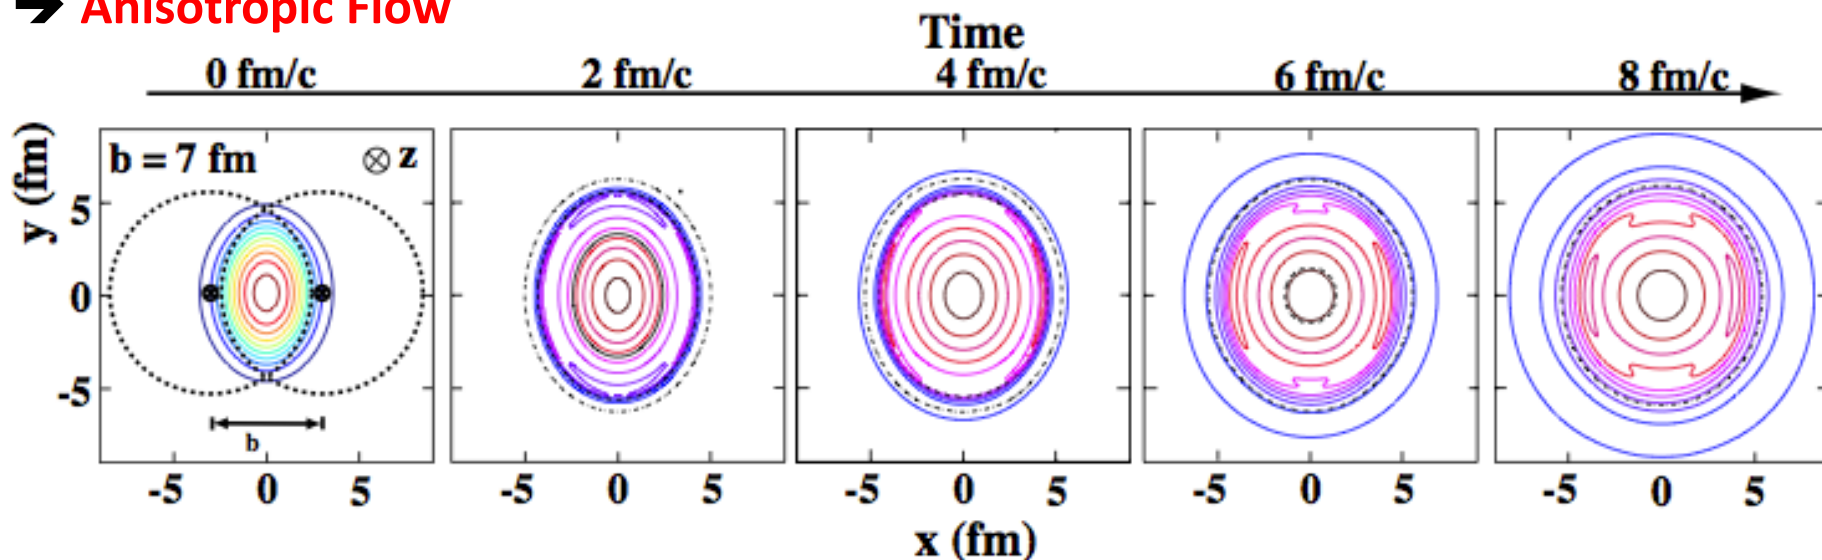 ➔ Anisotropic Flow
Time
0 fm/c 2 fm/c 4 fm/c 6 fm/c 8 fm/c
b = 7 fm ⊗ z
y (fm)
5
0
-5
b
-5 0 5 -5 0 5 -5 0 5 -5 0 5 -5 0 5
x (fm)